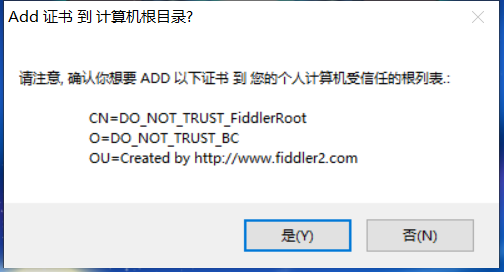 Add 证书 到 计算机根目录?
请注意, 确认你想要 ADD 以下证书 到 您的个人计算机受信任的根列表.:
CN=DO_NOT_TRUST_FiddlerRoot
O=DO_NOT_TRUST_BC
OU=Created by http://www.fiddler2.com
是(Y)
否(N)